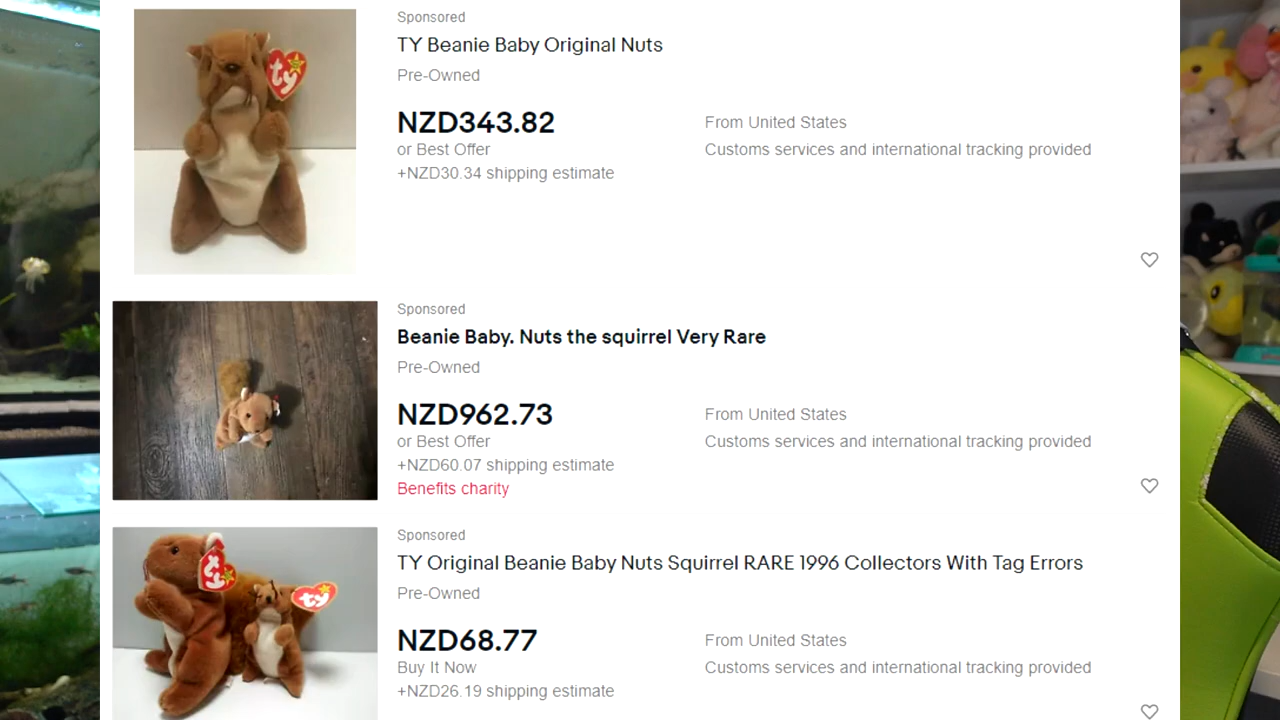 Sponsored
TY Beanie Baby Original Nuts
Pre-Owned
NZD343.82
or Best Offer
+NZD30.34 shipping estimate
From United States
Customs services and international tracking provided
ty
Sponsored
Beanie Baby. Nuts the squirrel Very Rare
Pre-Owned
NZD962.73
or Best Offer
+NZD60.07 shipping estimate
Benefits charity
From United States
Customs services and international tracking provided
Sponsored
TY Original Beanie Baby Nuts Squirrel RARE 1996 Collectors With Tag Errors
Pre-Owned
NZD68.77
Buy It Now
+NZD26.19 shipping estimate
From United States
Customs services and international tracking provided
ty
ty